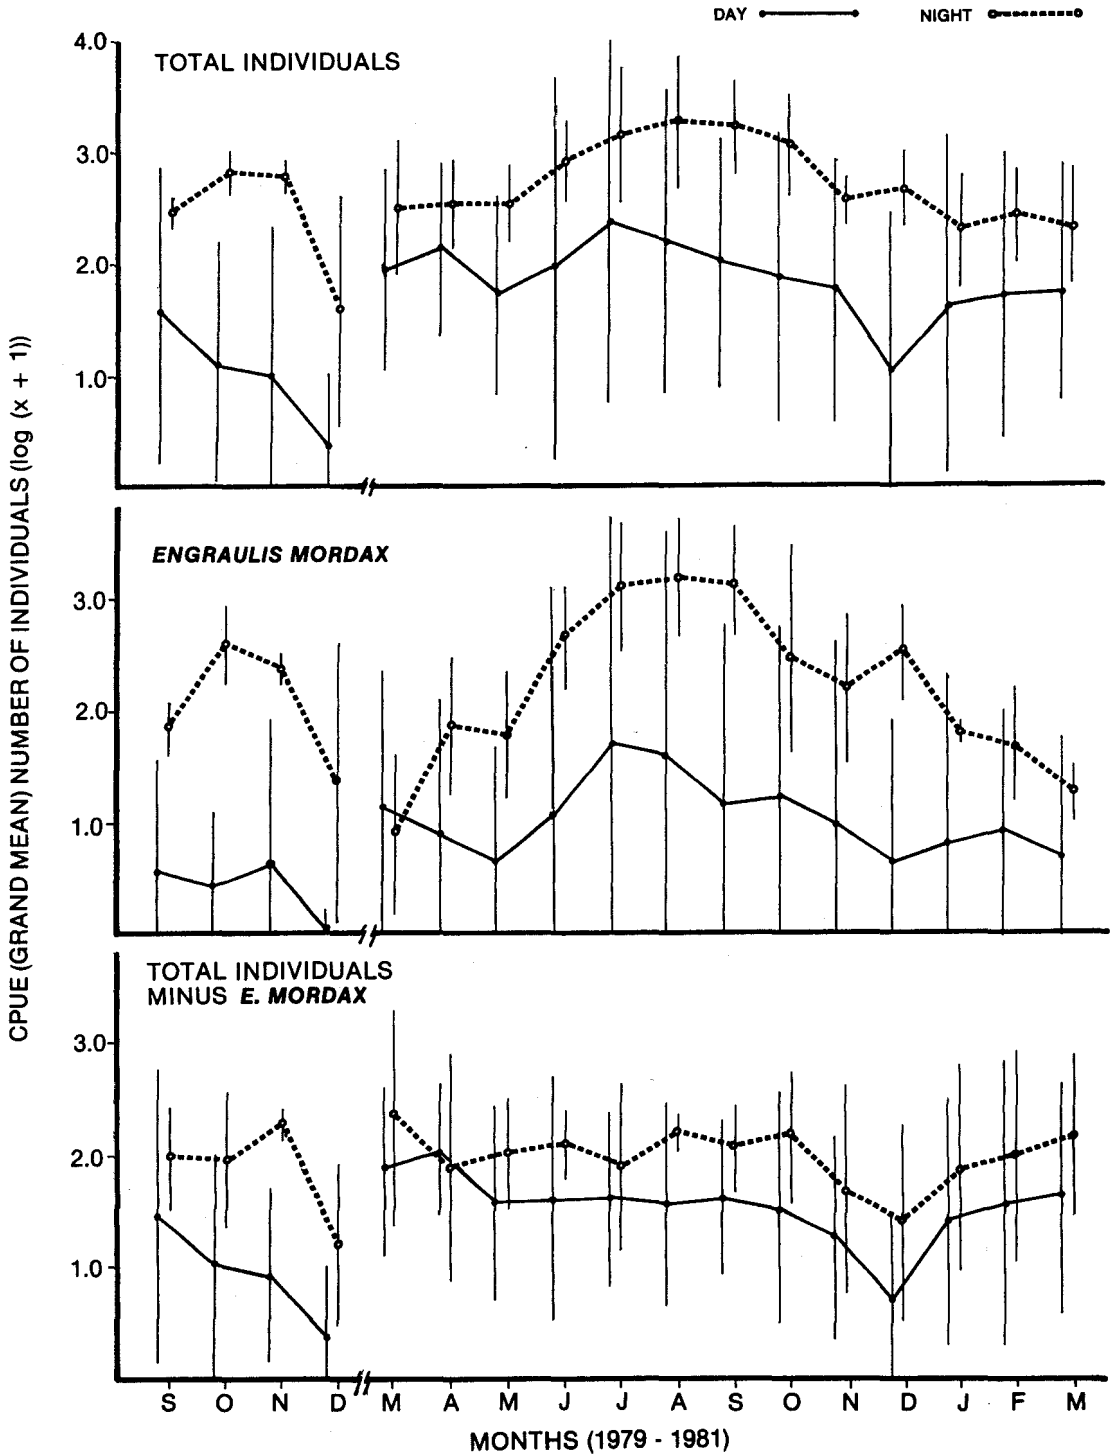 DAY NIGHT
4.0
TOTAL INDIVIDUALS
3.0
2.0
1.0
ENGRAULIS MORDAX
3.0
2.0
1.0
TOTAL INDIVIDUALS
MINUS E. MORDAX
3.0
2.0
1.0
CPUE (GRAND MEAN) NUMBER OF INDIVIDUALS (log (x + 1))
S O N D M A M J J A S O N D J F M
MONTHS (1979 - 1981)